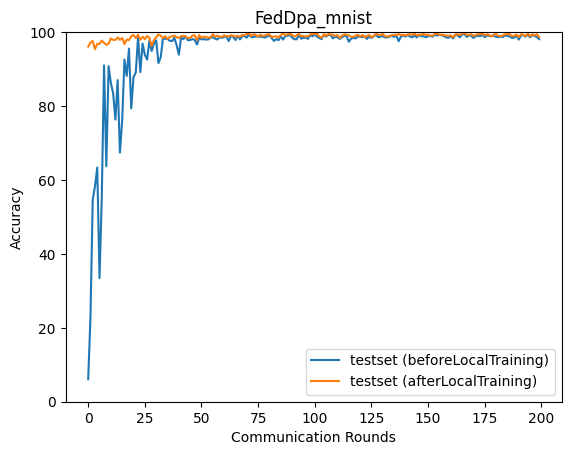 FedDpa_mnist
100
80
60
40
20
0
Accuracy
testset (beforeLocalTraining)
testset (afterLocalTraining)
0 25 50 75 100 125 150 175 200
Communication Rounds